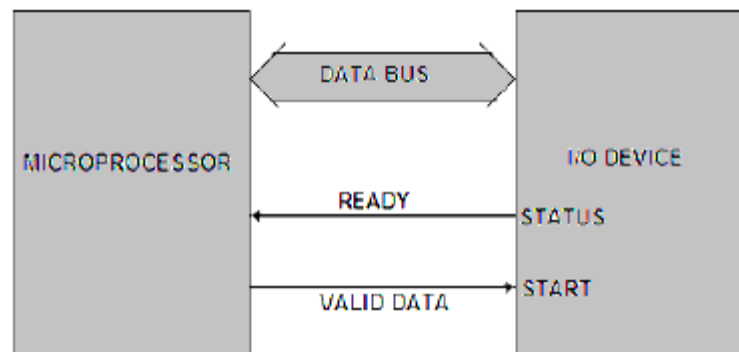 DATA BUS
MICROPROCESSOR
I/O DEVICE
READY
STATUS
VALID DATA
START